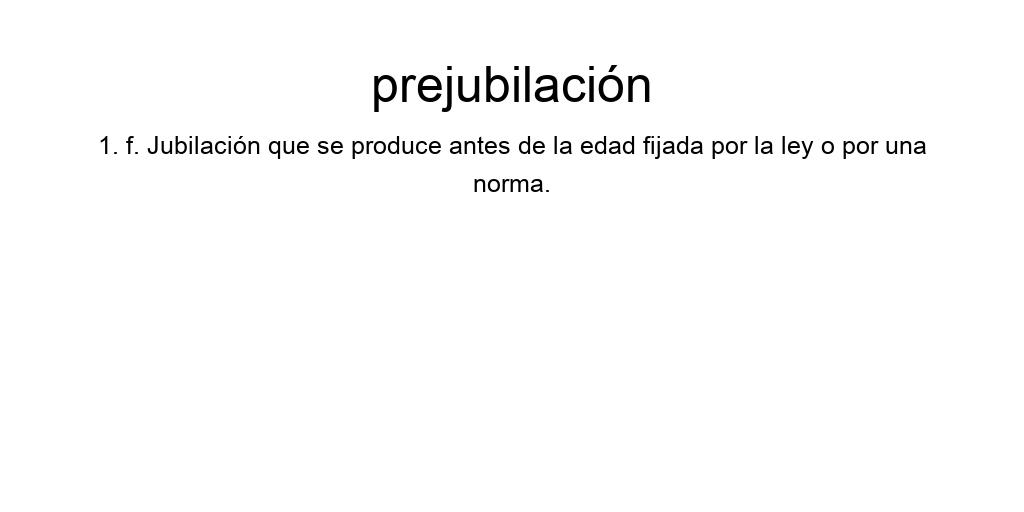 prejubilación
1. f. Jubilación que se produce antes de la edad fijada por la ley o por una
norma.